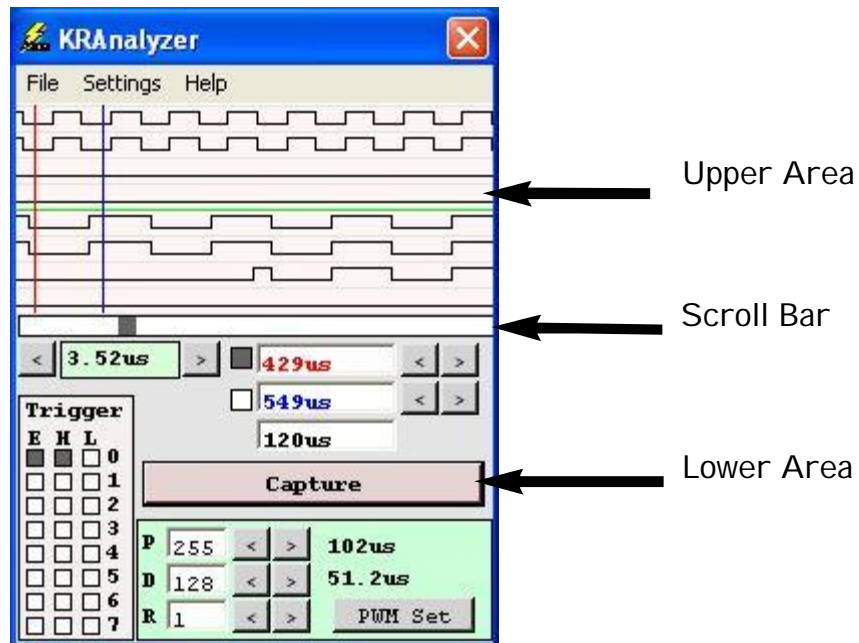 KRAnalyzer
File Settings Help
Upper Area
Scroll Bar
< 3.52us > 429us < >
549us < >
120us
Trigger
E H L
0
1
2
3
4
5
6
7
Capture
Lower Area
P 255 < > 102us
D 128 < > 51.2us
R 1 < > PWM Set